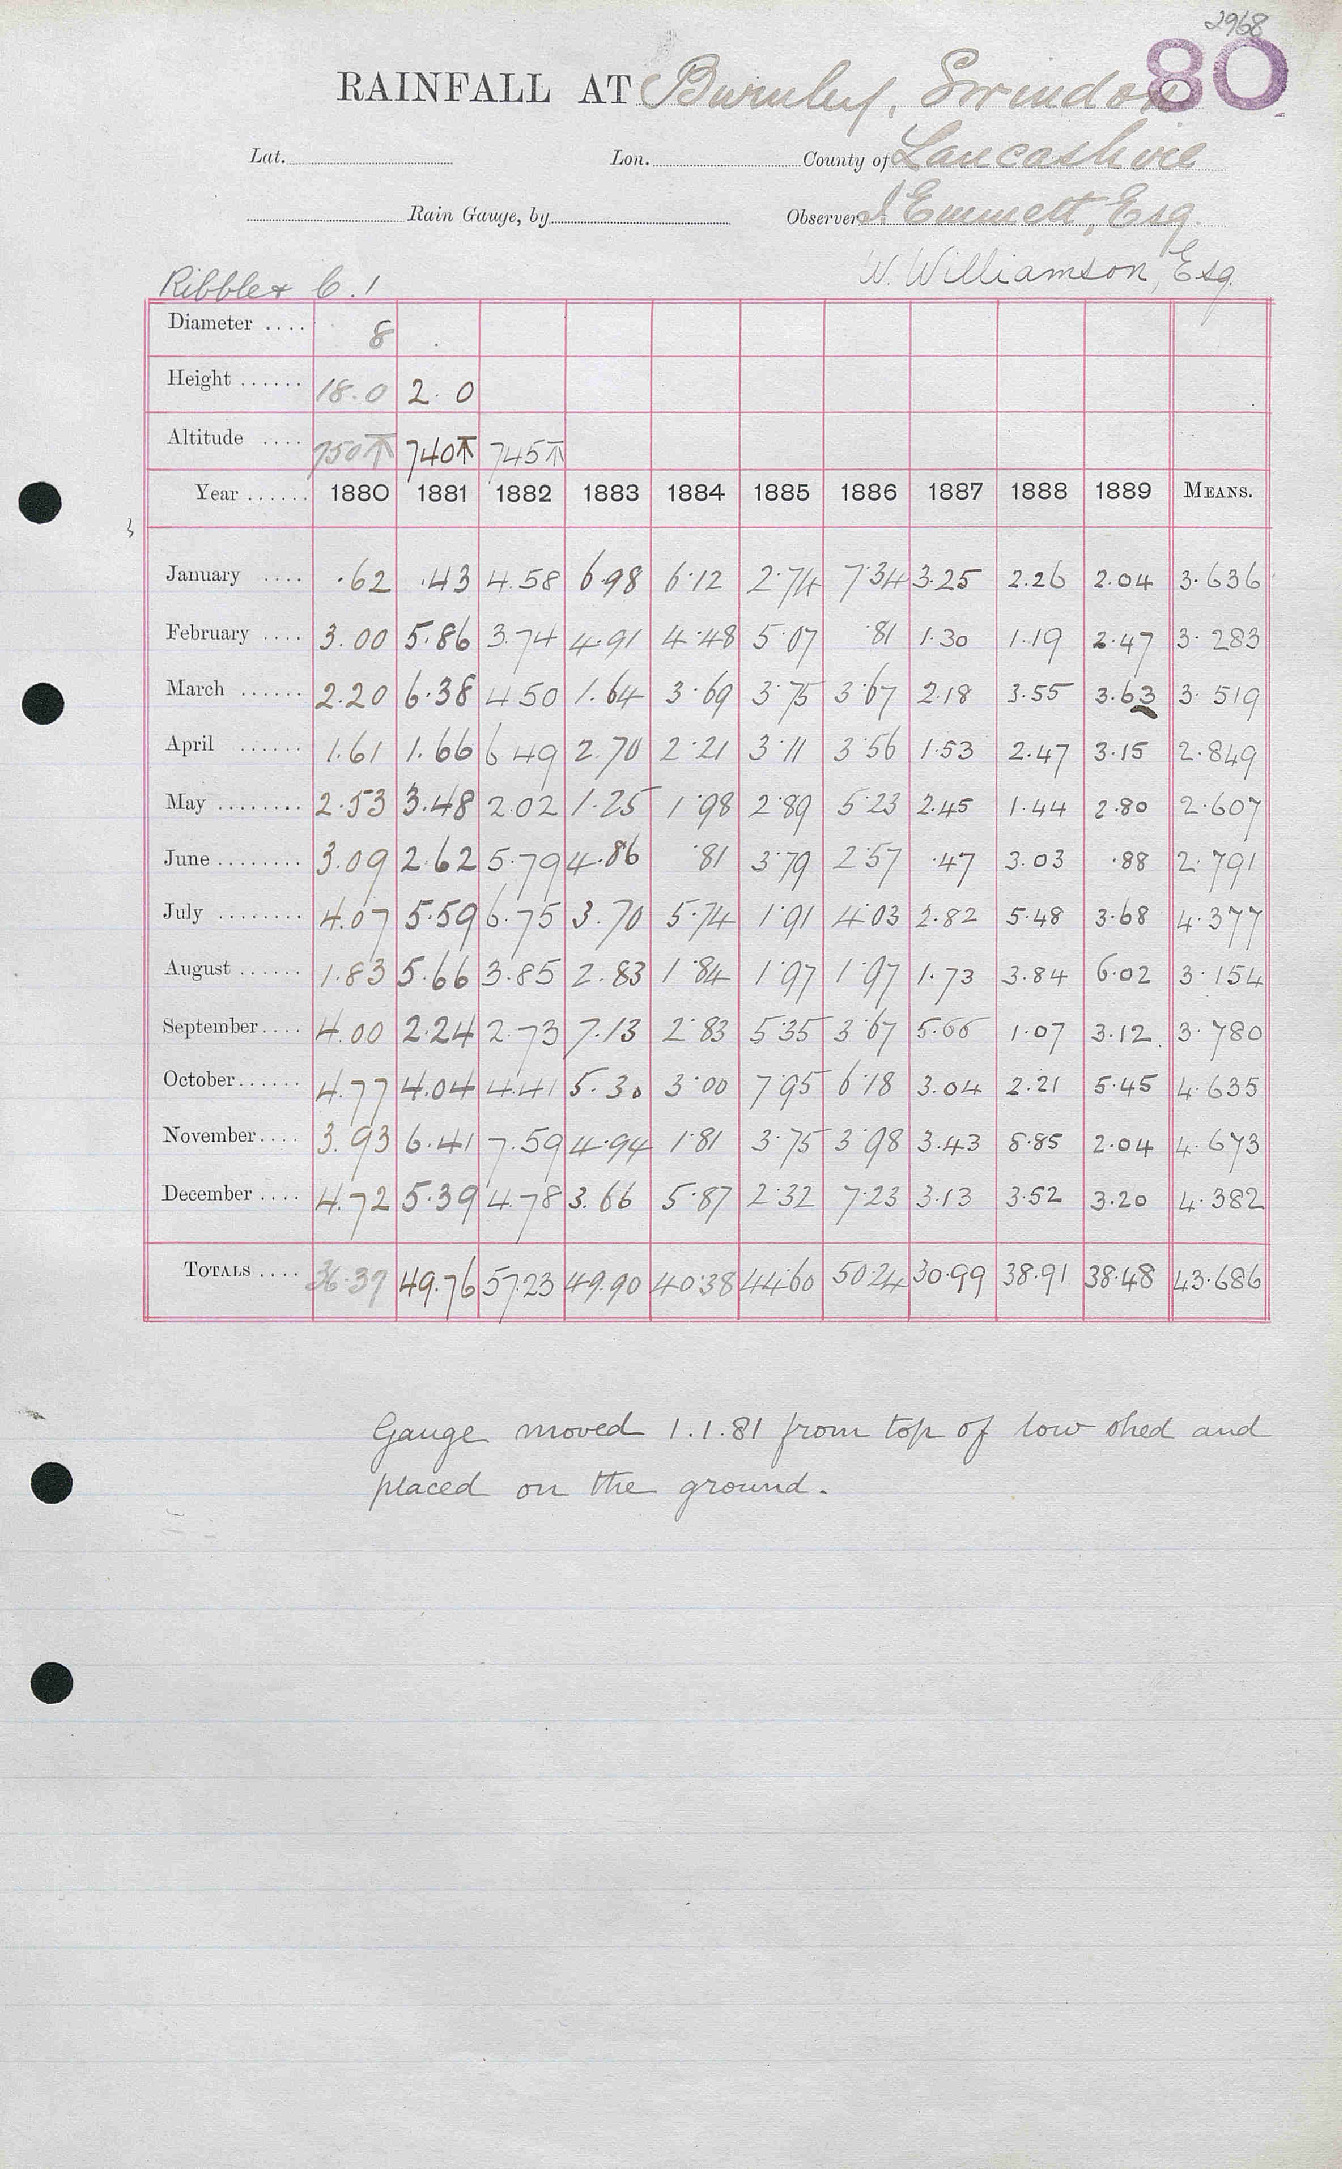 2968
80
RAINFALL AT Burnley, Swinden
Lat. Lon. County of Lancashire
Rain Gauge, by Observer J Emmett, Esq.
W. Williamson, Esq
Ribble & C.1
Diameter .... 8
Height ...... 18.0 2.0
Altitude .... 750 740 745
Year ...... 1880 1881 1882 1883 1884 1885 1886 1887 1888 1889 MEANS.
January .... .62 .43 4.58 6.98 6.12 2.74 7.34 3.25 2.26 2.04 3.636
February .... 3.00 5.86 3.74 4.91 4.48 5.07 .81 1.30 1.19 2.47 3.283
March ...... 2.20 6.38 4.50 1.64 3.69 3.75 3.67 2.18 3.55 3.63 3.519
April ...... 1.61 1.66 6.49 2.70 2.21 3.11 3.56 1.53 2.47 3.15 2.849
May ........ 2.53 3.48 2.02 1.25 1.98 2.89 5.23 2.45 1.44 2.80 2.607
June ........ 3.09 2.62 5.79 4.86 .81 3.79 2.57 .47 3.03 .88 2.791
July ........ 4.07 5.59 6.75 3.70 5.74 1.91 4.03 2.82 5.48 3.68 4.377
August ...... 1.83 5.66 3.85 2.83 1.84 1.97 1.97 1.73 3.84 6.02 3.154
September.... 4.00 2.24 2.73 7.13 2.83 5.35 3.67 5.66 1.07 3.12 3.780
October...... 4.77 4.04 4.41 5.30 3.00 7.95 6.18 3.04 2.21 5.45 4.635
November.... 3.93 6.41 7.59 4.94 1.81 3.75 3.98 3.43 8.85 2.04 4.673
December .... 4.72 5.39 4.78 3.66 5.87 2.32 7.23 3.13 3.52 3.20 4.382
TOTALS .... 36.37 49.76 57.23 49.90 40.38 44.60 50.24 30.99 38.91 38.48 43.686
Gauge moved 1.1.81 from top of low shed and
placed on the ground.